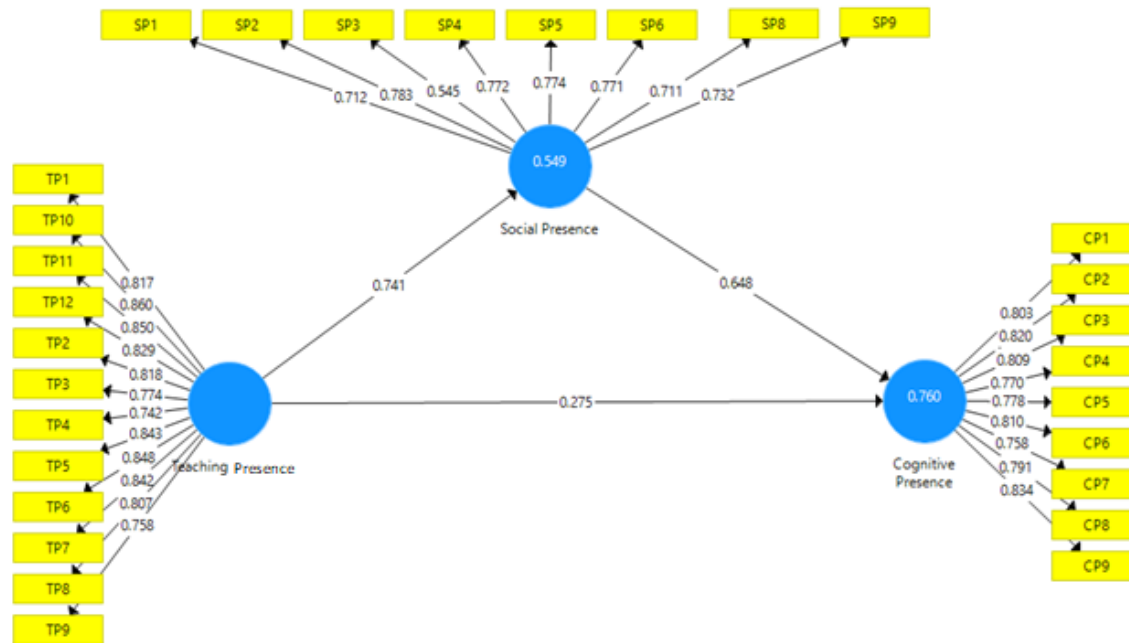 SP1 SP2 SP3 SP4 SP5 SP6 SP8 SP9
0.712 0.783 0.545 0.772 0.774 0.771 0.711 0.732
0.549
Social Presence
TP1
TP10
TP11
TP12
TP2
TP3
TP4
TP5
TP6
TP7
TP8
TP9
0.817
0.860
0.850
0.829
0.818
0.774
0.742
0.843
0.848
0.842
0.807
0.758
Teaching Presence
0.741
0.648
0.275
0.760
Cognitive
Presence
0.803
0.820
0.809
0.770
0.778
0.810
0.758
0.791
0.834
CP1
CP2
CP3
CP4
CP5
CP6
CP7
CP8
CP9